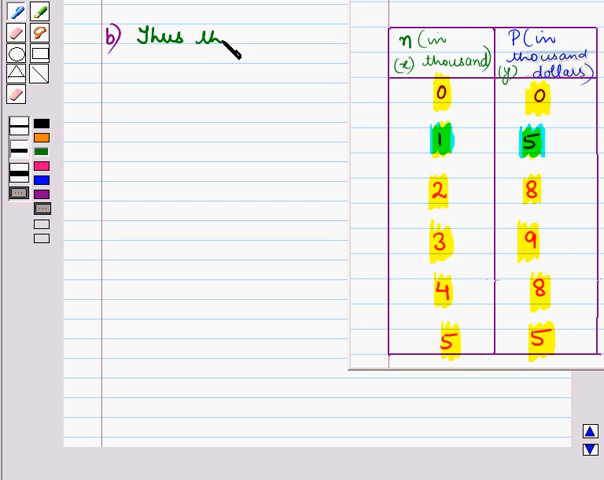 b) Thus th
n (in P (in
(x) thousand) thousand
(y) dollars)
0 0
1 5
2 8
3 9
4 8
5 5